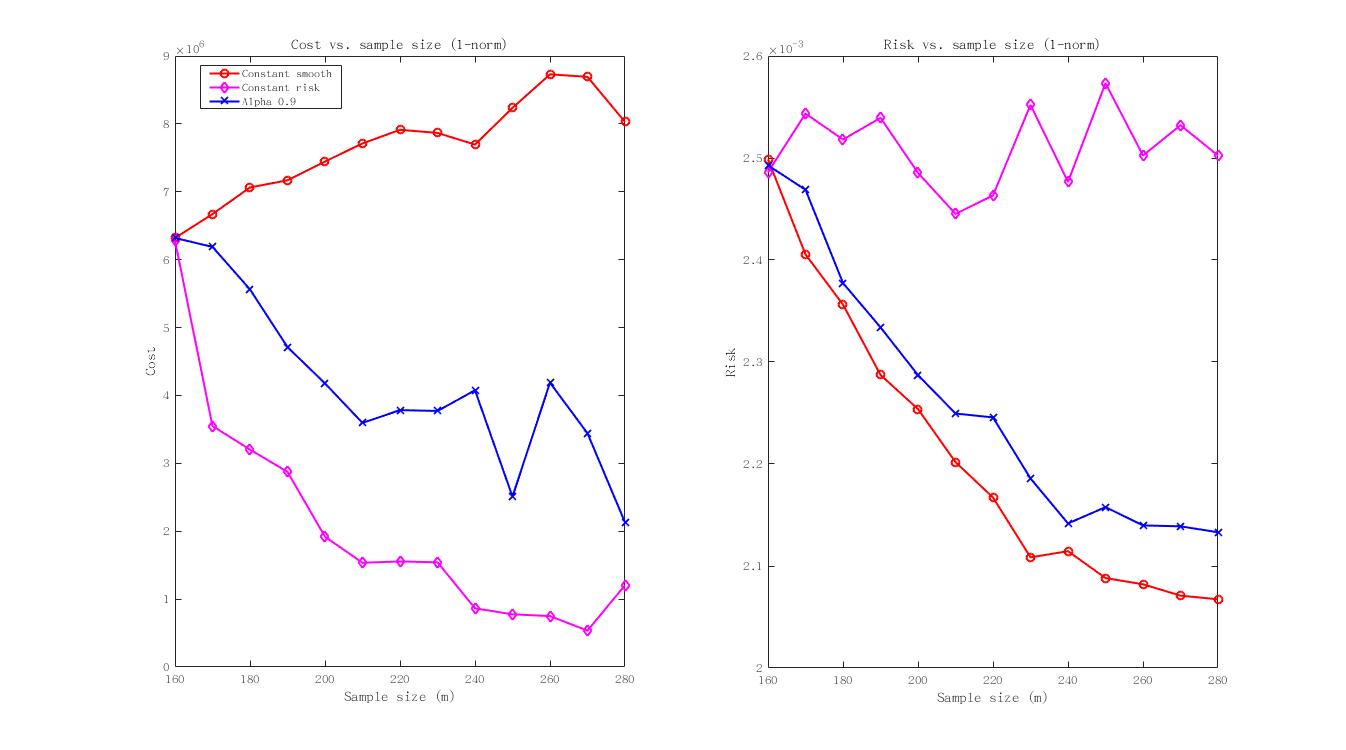 Cost vs. sample size (1-norm)
×10⁶
9
8
7
6
5
4
3
2
1
0
Cost
160 180 200 220 240 260 280
Sample size (m)
Constant smooth
Constant risk
Alpha 0.9
Risk vs. sample size (1-norm)
×10⁻³
2.6
2.5
2.4
2.3
2.2
2.1
2
Risk
160 180 200 220 240 260 280
Sample size (m)